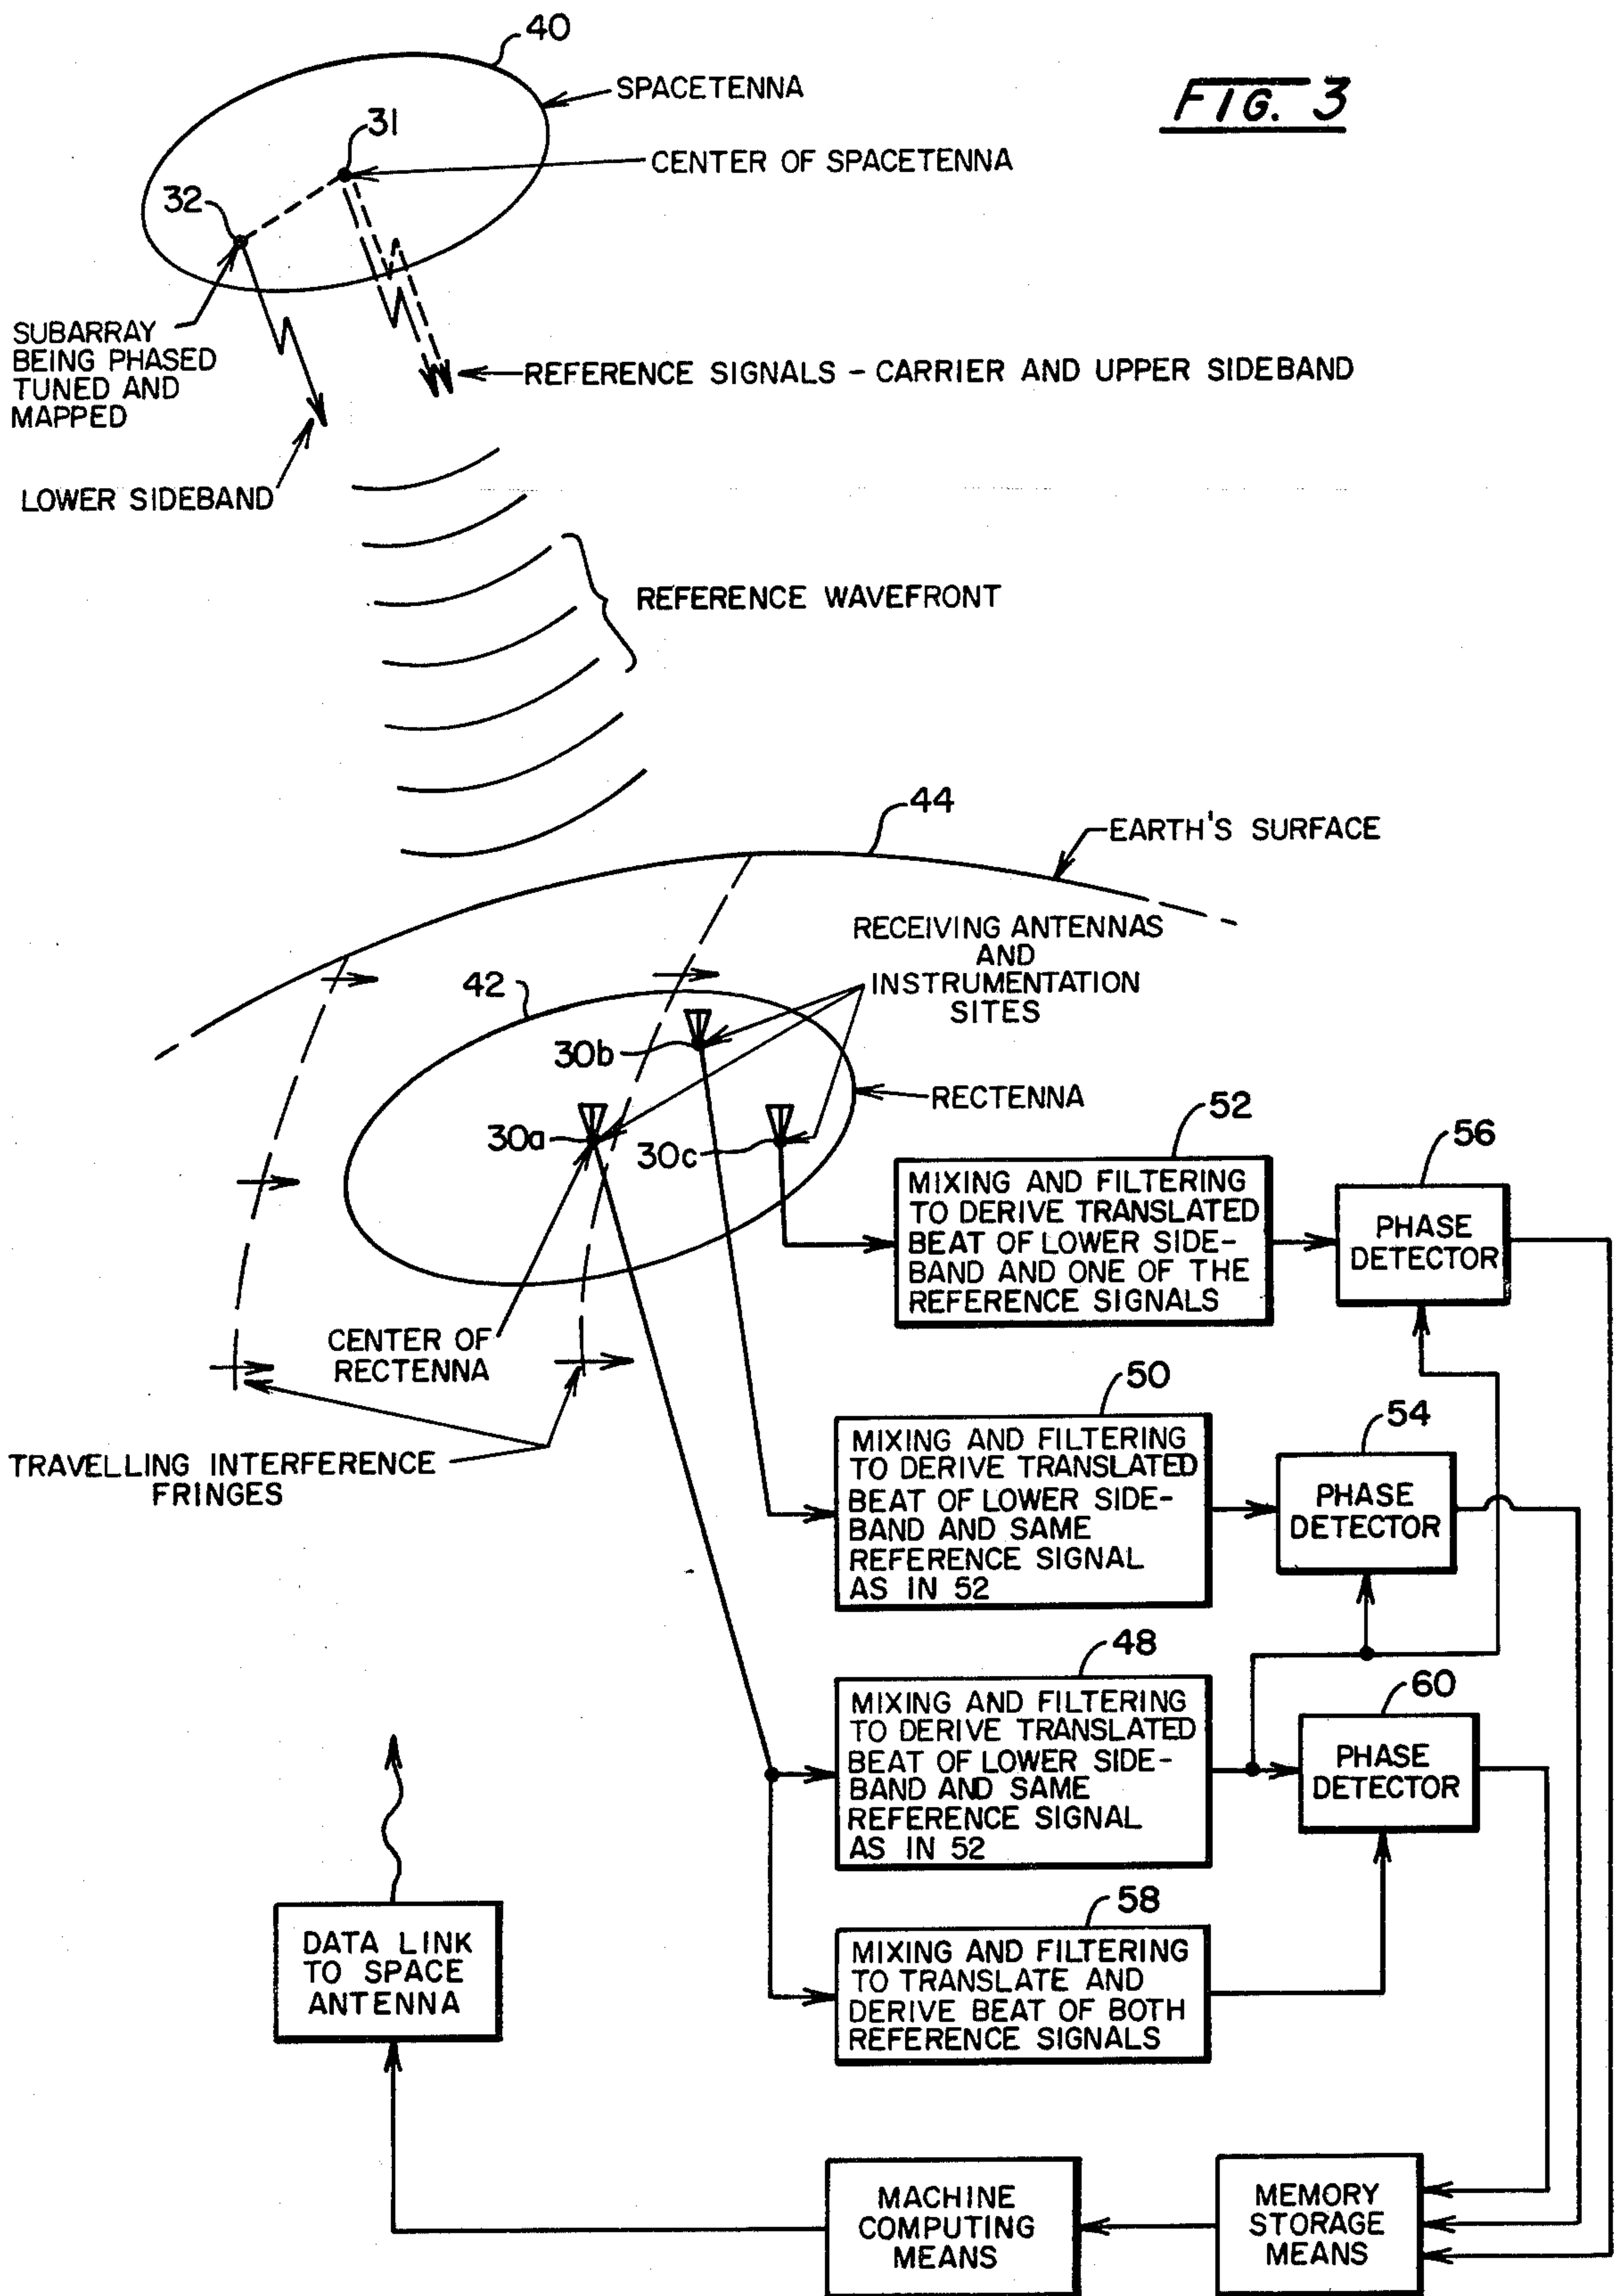 40
SPACETENNA
FIG. 3
31
CENTER OF SPACETENNA
32
SUBARRAY
BEING PHASED
TUNED AND
MAPPED
REFERENCE SIGNALS - CARRIER AND UPPER SIDEBAND
LOWER SIDEBAND
REFERENCE WAVEFRONT
44
EARTH'S SURFACE
RECEIVING ANTENNAS
AND
INSTRUMENTATION
SITES
42
30b
RECTENNA
30a
30c
52
MIXING AND FILTERING
TO DERIVE TRANSLATED
BEAT OF LOWER SIDE-
BAND AND ONE OF THE
REFERENCE SIGNALS
56
PHASE
DETECTOR
CENTER OF
RECTENNA
TRAVELLING INTERFERENCE
FRINGES
50
MIXING AND FILTERING
TO DERIVE TRANSLATED
BEAT OF LOWER SIDE-
BAND AND SAME
REFERENCE SIGNAL
AS IN 52
54
PHASE
DETECTOR
48
MIXING AND FILTERING
TO DERIVE TRANSLATED
BEAT OF LOWER SIDE-
BAND AND SAME
REFERENCE SIGNAL
AS IN 52
60
PHASE
DETECTOR
58
MIXING AND FILTERING
TO TRANSLATE AND
DERIVE BEAT OF BOTH
REFERENCE SIGNALS
DATA LINK
TO SPACE
ANTENNA
MACHINE
COMPUTING
MEANS
MEMORY
STORAGE
MEANS